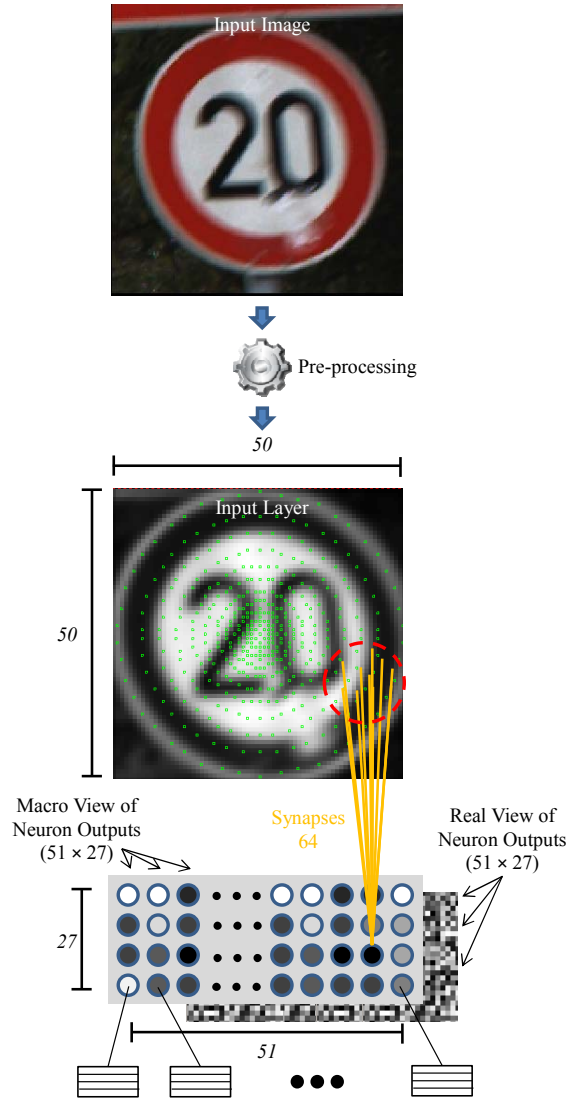 Input Image
20
Pre-processing
50
Input Layer
50
20
Macro View of
Neuron Outputs
(51 × 27)
Synapses
64
Real View of
Neuron Outputs
(51 × 27)
27
51